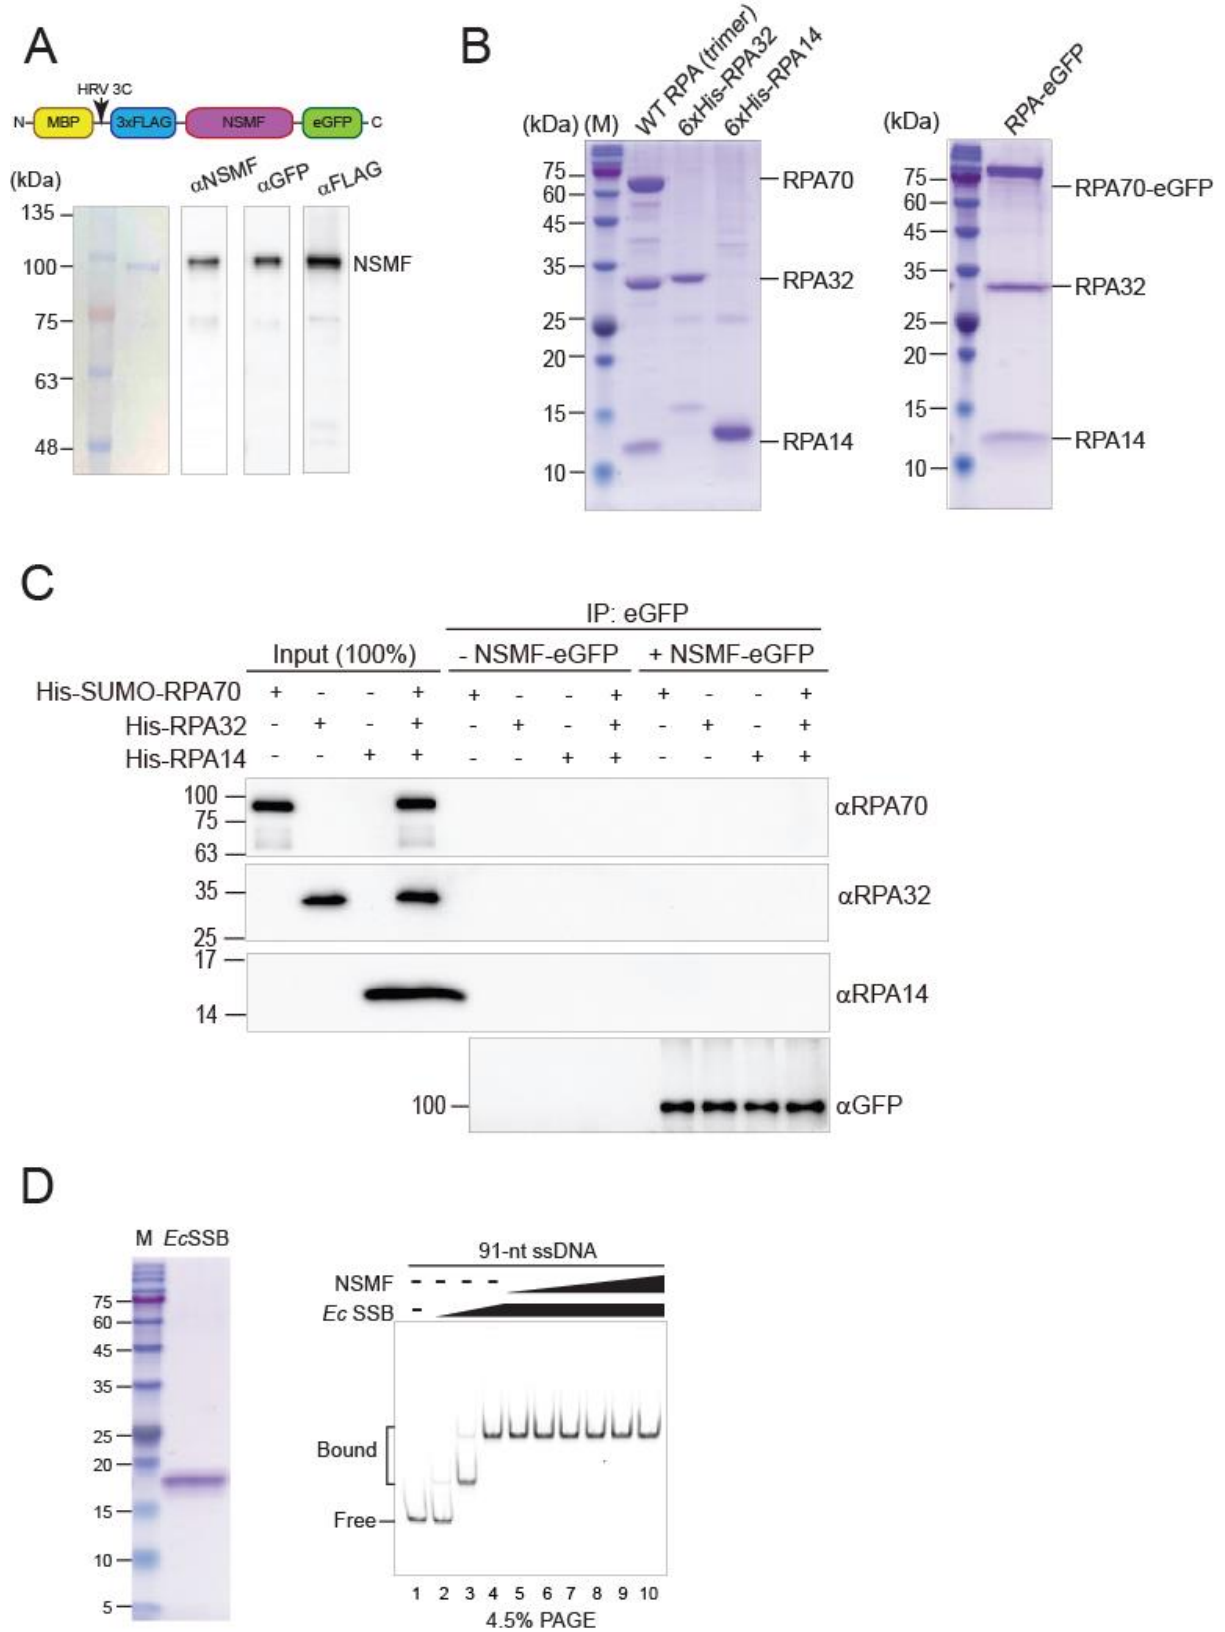 A
HRV 3C
N- MBP 3xFLAG NSMF eGFP - C
(kDa) αNSMF αGFP αFLAG
135
100 NSMF
75
63
48
B
(kDa) (M) WT RPA (trimer) 6xHis-RPA32 6xHis-RPA14
75 RPA70
60
45
35 RPA32
25
20
15
RPA14
10
(kDa) RPA-eGFP
75 RPA70-eGFP
60
45
35 RPA32
25
20
15
RPA14
10
C
IP: eGFP
Input (100%) - NSMF-eGFP + NSMF-eGFP
His-SUMO-RPA70 + - - + + - - + + - - +
His-RPA32 - + - + - + - + - + - +
His-RPA14 - - + + - - + + - - + +
100 αRPA70
75
63
35 αRPA32
25
17
αRPA14
14
100 αGFP
D
M EcSSB
75
60
45
35
25
20
15
10
5
91-nt ssDNA
NSMF - - - -
Ec SSB -
Bound
Free
1 2 3 4 5 6 7 8 9 10
4.5% PAGE